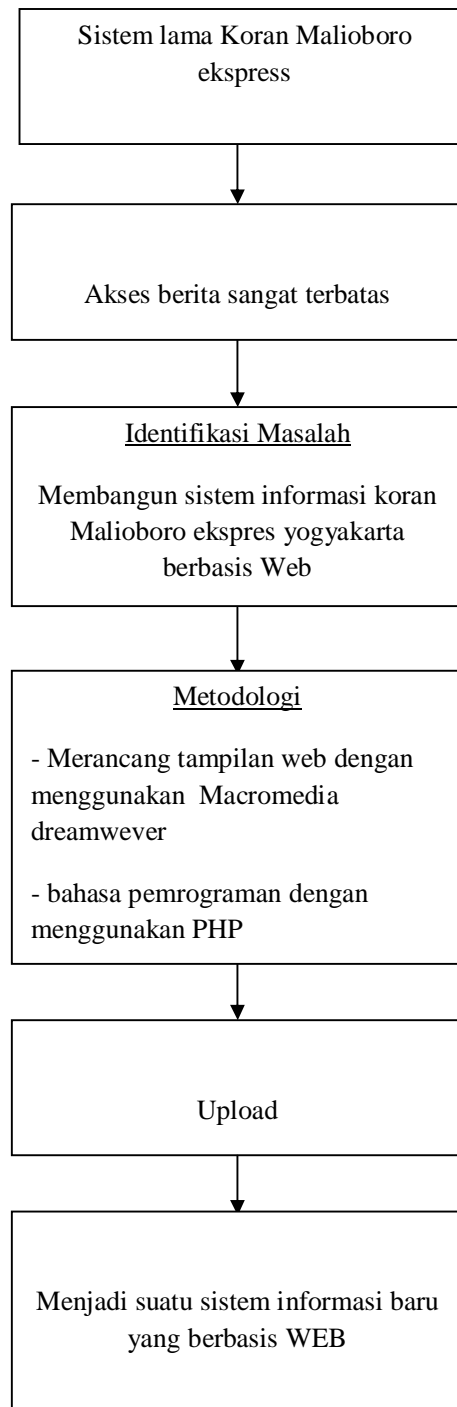 Sistem lama Koran Malioboro
ekspress
Akses berita sangat terbatas
Identifikasi Masalah
Membangun sistem informasi koran
Malioboro ekspres yogyakarta
berbasis Web
Metodologi
- Merancang tampilan web dengan
menggunakan Macromedia
dreamwever
- bahasa pemrograman dengan
menggunakan PHP
Upload
Menjadi suatu sistem informasi baru
yang berbasis WEB